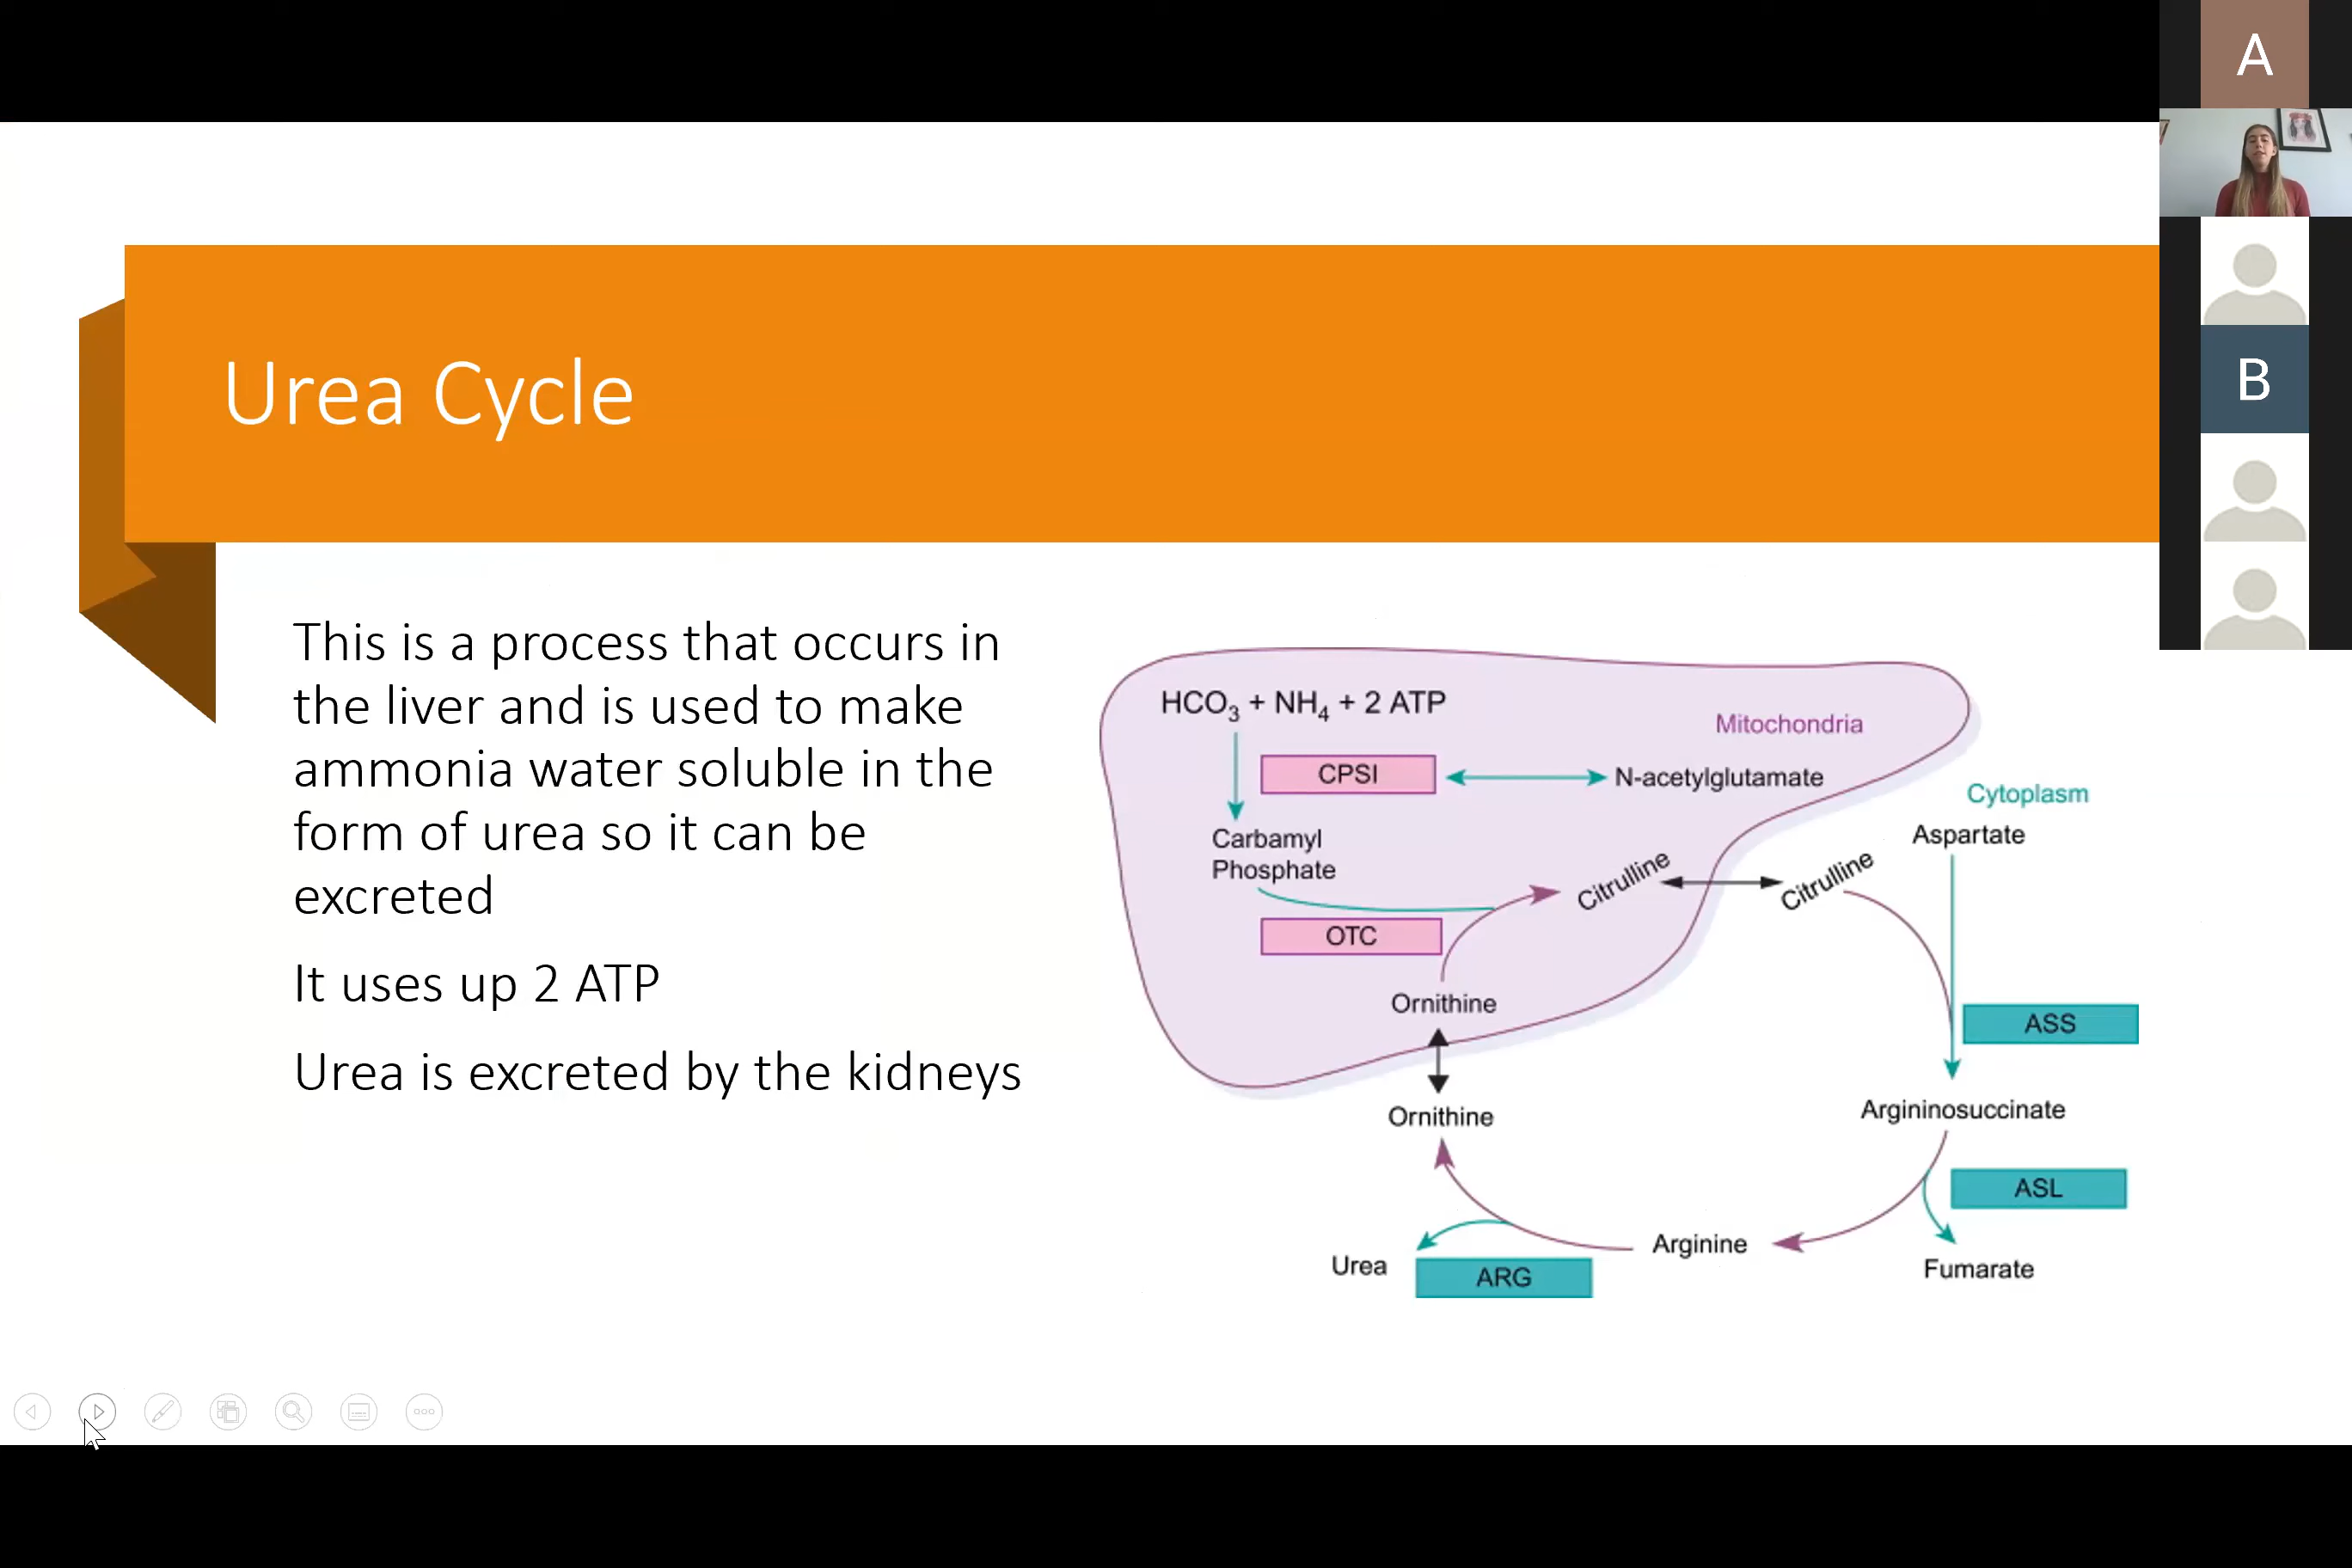 A
B
Urea Cycle
This is a process that occurs in
the liver and is used to make
ammonia water soluble in the
form of urea so it can be
excreted
It uses up 2 ATP
Urea is excreted by the kidneys
HCO3 + NH4 + 2 ATP
Mitochondria
CPSI
N-acetylglutamate
Cytoplasm
Aspartate
Carbamyl
Phosphate
Citrulline
Citrulline
OTC
Ornithine
ASS
Ornithine
Argininosuccinate
ASL
Arginine
Urea
ARG
Fumarate